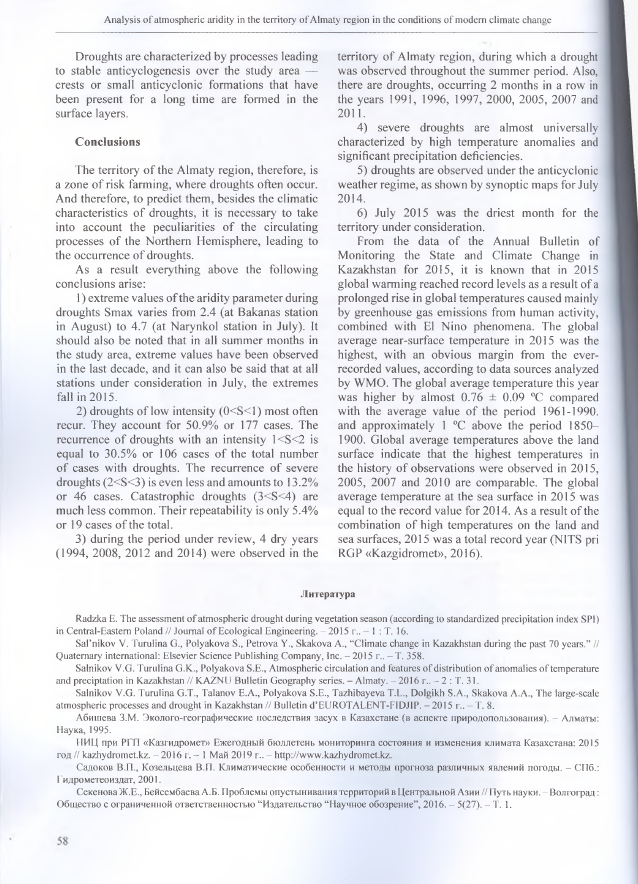 Analysis of atmospheric aridity in the territory of Almaty region in the conditions of modern climate change
Droughts are characterized by processes leading
to stable anticyclogenesis over the study area —
crests or small anticyclonic formations that have
been present for a long time are formed in the
surface layers.
Conclusions
The territory of the Almaty region, therefore, is
a zone of risk farming, where droughts often occur.
And therefore, to predict them, besides the climatic
characteristics of droughts, it is necessary to take
into account the peculiarities of the circulating
processes of the Northern Hemisphere, leading to
the occurrence of droughts.
As a result everything above the following
conclusions arise:
1) extreme values of the aridity parameter during
droughts Smax varies from 2.4 (at Bakanas station
in August) to 4.7 (at Narynkol station in July). It
should also be noted that in all summer months in
the study area, extreme values have been observed
in the last decade, and it can also be said that at all
stations under consideration in July, the extremes
fall in 2015.
2) droughts of low intensity (0<S<1) most often
recur. They account for 50.9% or 177 cases. The
recurrence of droughts with an intensity 1<S<2 is
equal to 30.5% or 106 cases of the total number
of cases with droughts. The recurrence of severe
droughts (2<S<3) is even less and amounts to 13.2%
or 46 cases. Catastrophic droughts (3<S<4) are
much less common. Their repeatability is only 5.4%
or 19 cases of the total.
3) during the period under review, 4 dry years
(1994, 2008, 2012 and 2014) were observed in the
territory of Almaty region, during which a drought
was observed throughout the summer period. Also,
there are droughts, occurring 2 months in a row in
the years 1991, 1996, 1997, 2000, 2005, 2007 and
2011.
4) severe droughts are almost universally
characterized by high temperature anomalies and
significant precipitation deficiencies.
5) droughts are observed under the anticyclonic
weather regime, as shown by synoptic maps for July
2014.
6) July 2015 was the driest month for the
territory under consideration.
From the data of the Annual Bulletin of
Monitoring the State and Climate Change in
Kazakhstan for 2015, it is known that in 2015
global warming reached record levels as a result of a
prolonged rise in global temperatures caused mainly
by greenhouse gas emissions from human activity,
combined with El Nino phenomena. The global
average near-surface temperature in 2015 was the
highest, with an obvious margin from the ever-
recorded values, according to data sources analyzed
by WMO. The global average temperature this year
was higher by almost 0.76 ± 0.09 °C compared
with the average value of the period 1961-1990.
and approximately 1 °C above the period 1850–
1900. Global average temperatures above the land
surface indicate that the highest temperatures in
the history of observations were observed in 2015,
2005, 2007 and 2010 are comparable. The global
average temperature at the sea surface in 2015 was
equal to the record value for 2014. As a result of the
combination of high temperatures on the land and
sea surfaces, 2015 was a total record year (NITS pri
RGP «Kazgidromet», 2016).
Литература
Radzka E. The assessment of atmospheric drought during vegetation season (according to standardized precipitation index SPI)
in Central-Eastern Poland // Journal of Ecological Engineering. – 2015 г.. – 1 : Т. 16.
Sal'nikov V. Turulina G., Polyakova S., Petrova Y., Skakova A., “Climate change in Kazakhstan during the past 70 years.” //
Quaternary international: Elsevier Science Publishing Company, Inc. – 2015 г.. – Т. 358.
Salnikov V.G. Turulina G.K., Polyakova S.E., Atmospheric circulation and features of distribution of anomalies of temperature
and preciptation in Kazakhstan // KAZNU Bulletin Geography series. – Almaty. – 2016 г.. – 2 : Т. 31.
Salnikov V.G. Turulina G.T., Talanov E.A., Polyakova S.E., Tazhibayeva T.L., Dolgikh S.A., Skakova A.A., The large-scale
atmospheric processes and drought in Kazakhstan // Bulletin d'EUROTALENT-FIDJIP. – 2015 г.. – Т. 8.
Абишева З.М. Эколого-географические последствия засух в Казахстане (в аспекте природопользования). – Алматы:
Наука, 1995.
НИЦ при РГП «Казгидромет» Ежегодный бюллетень мониторинга состояния и изменения климата Казахстана: 2015
год // kazhydromet.kz. – 2016 г. – 1 Май 2019 г.. – http://www.kazhydromet.kz.
Садоков В.П., Козельцева В.П. Климатические особенности и методы прогноза различных явлений погоды. – СПб.:
Гидрометеоиздат, 2001.
Секенова Ж.Е., Бейсембаева А.Б. Проблемы опустынивания территорий в Центральной Азии // Путь науки. – Волгоград :
Общество с ограниченной ответственностью “Издательство “Научное обозрение”, 2016. – 5(27). – Т. 1.
58